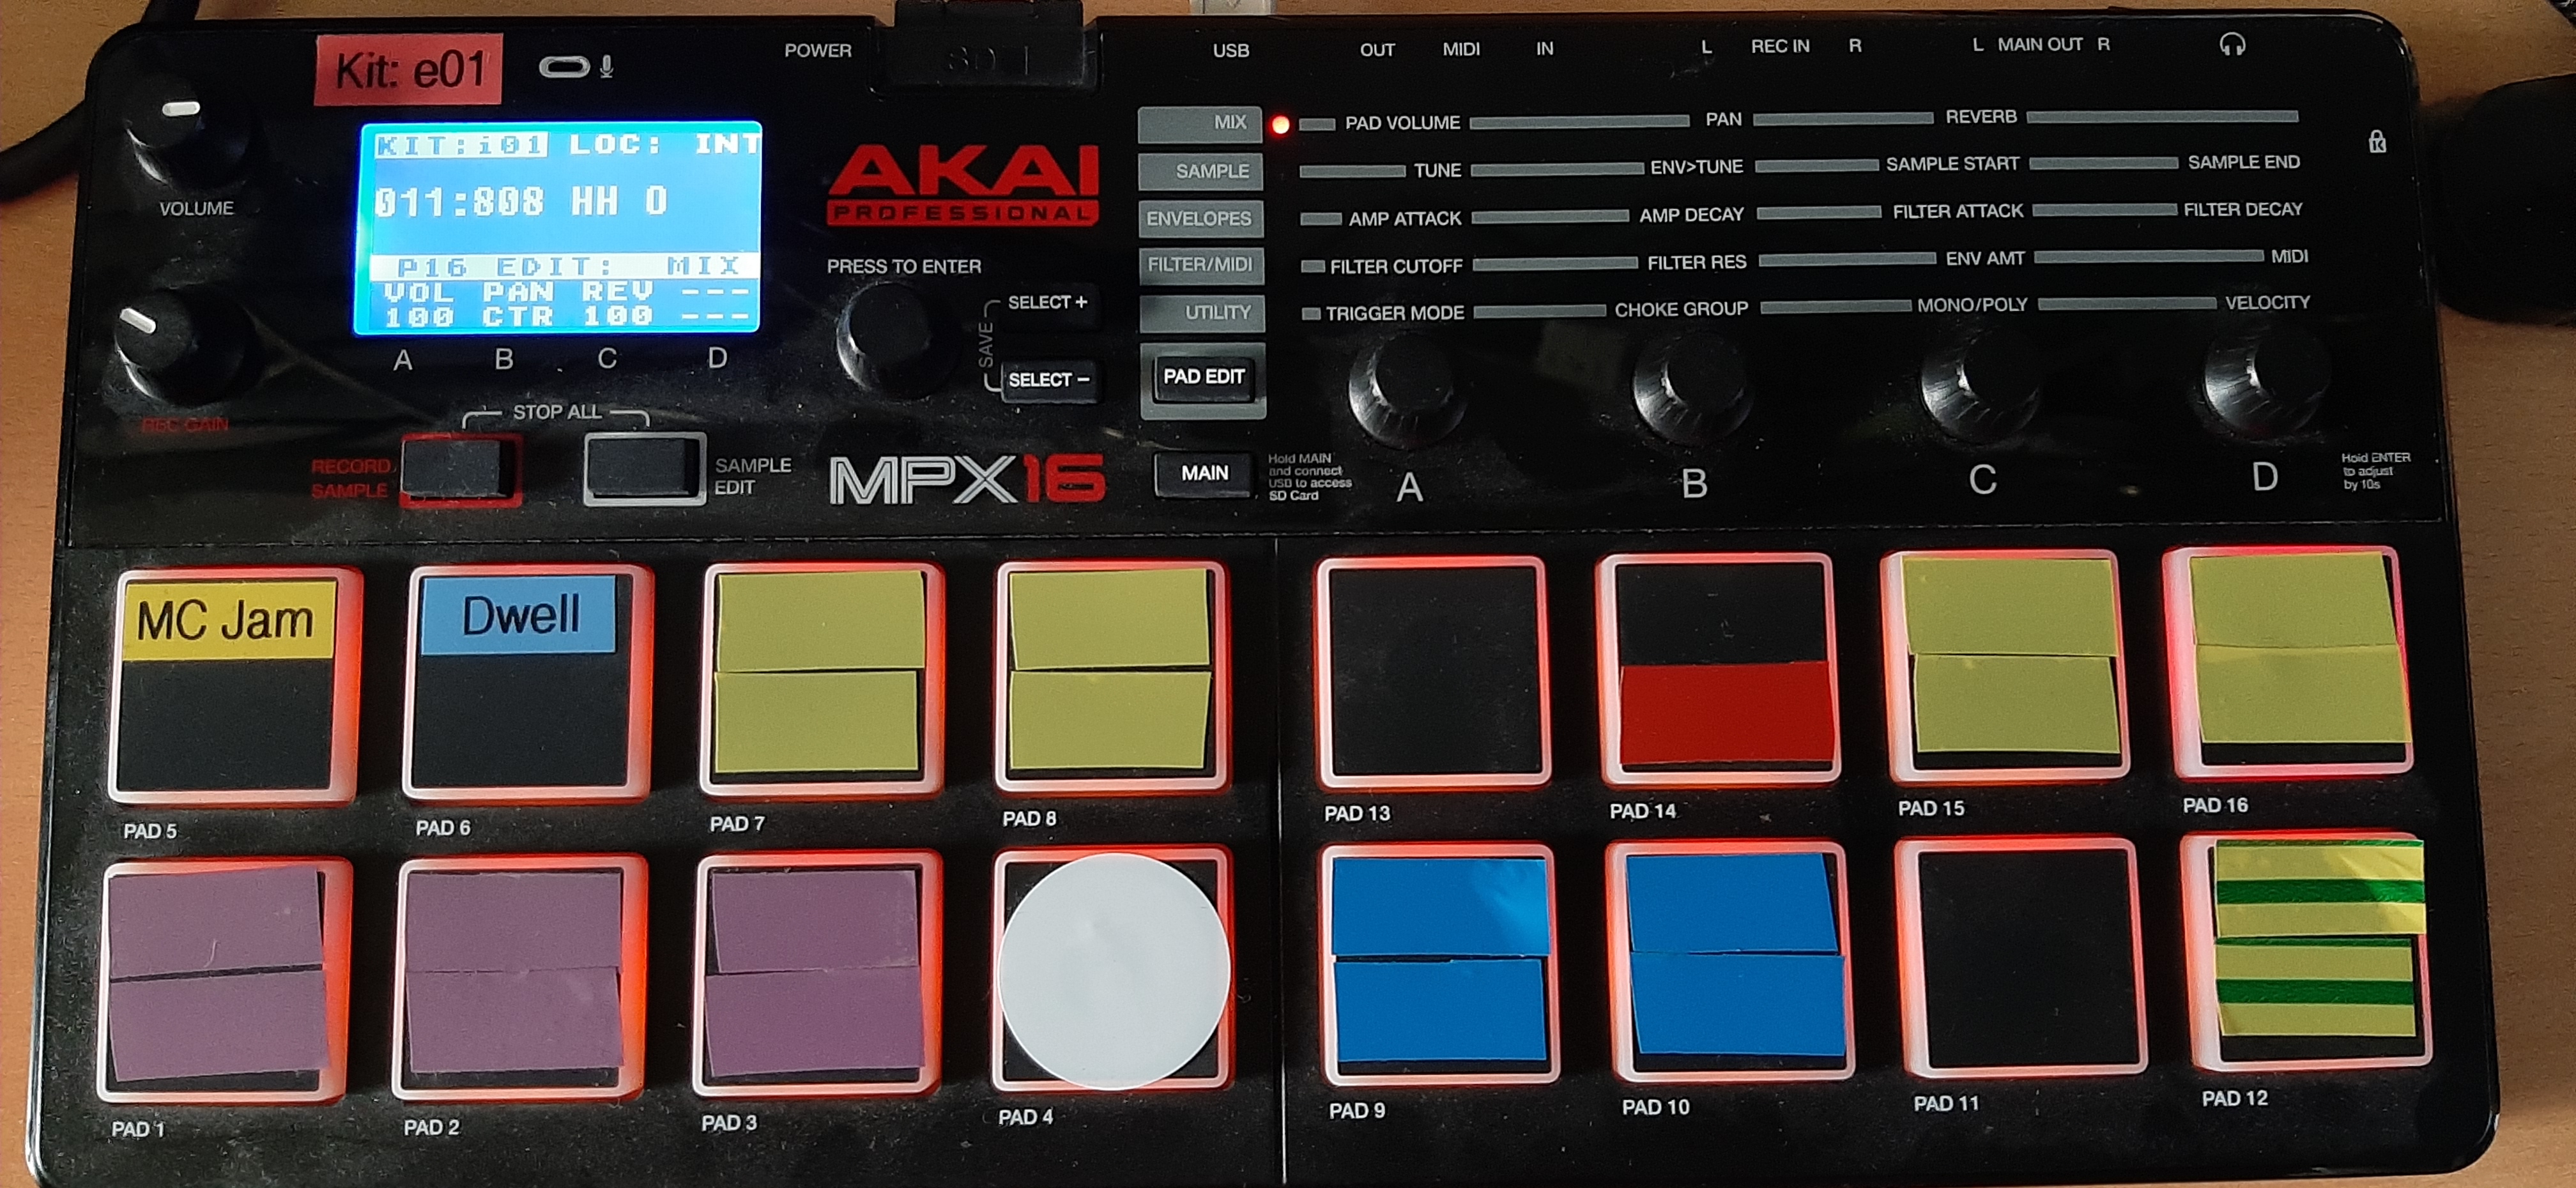 Kit: e01
POWER
USB
OUT MIDI IN
L REC IN R
L MAIN OUT R
VOLUME
REC GAIN
KIT:i01 LOC: INT
011:808 HH O
P16 EDIT: MIX
VOL PAN REV ---
100 CTR 100 ---
A B C D
STOP ALL
RECORD
SAMPLE
SAMPLE
EDIT
AKAI
PROFESSIONAL
PRESS TO ENTER
SAVE
SELECT +
SELECT –
MPX16
MIX PAD VOLUME PAN REVERB
SAMPLE TUNE ENV>TUNE SAMPLE START SAMPLE END
ENVELOPES AMP ATTACK AMP DECAY FILTER ATTACK FILTER DECAY
FILTER/MIDI FILTER CUTOFF FILTER RES ENV AMT MIDI
UTILITY TRIGGER MODE CHOKE GROUP MONO/POLY VELOCITY
PAD EDIT
MAIN
Hold MAIN
and connect
USB to access
SD Card
A B C D
Hold ENTER
to adjust
by 10s
MC Jam
Dwell
PAD 5 PAD 6 PAD 7 PAD 8 PAD 13 PAD 14 PAD 15 PAD 16
PAD 1 PAD 2 PAD 3 PAD 4 PAD 9 PAD 10 PAD 11 PAD 12